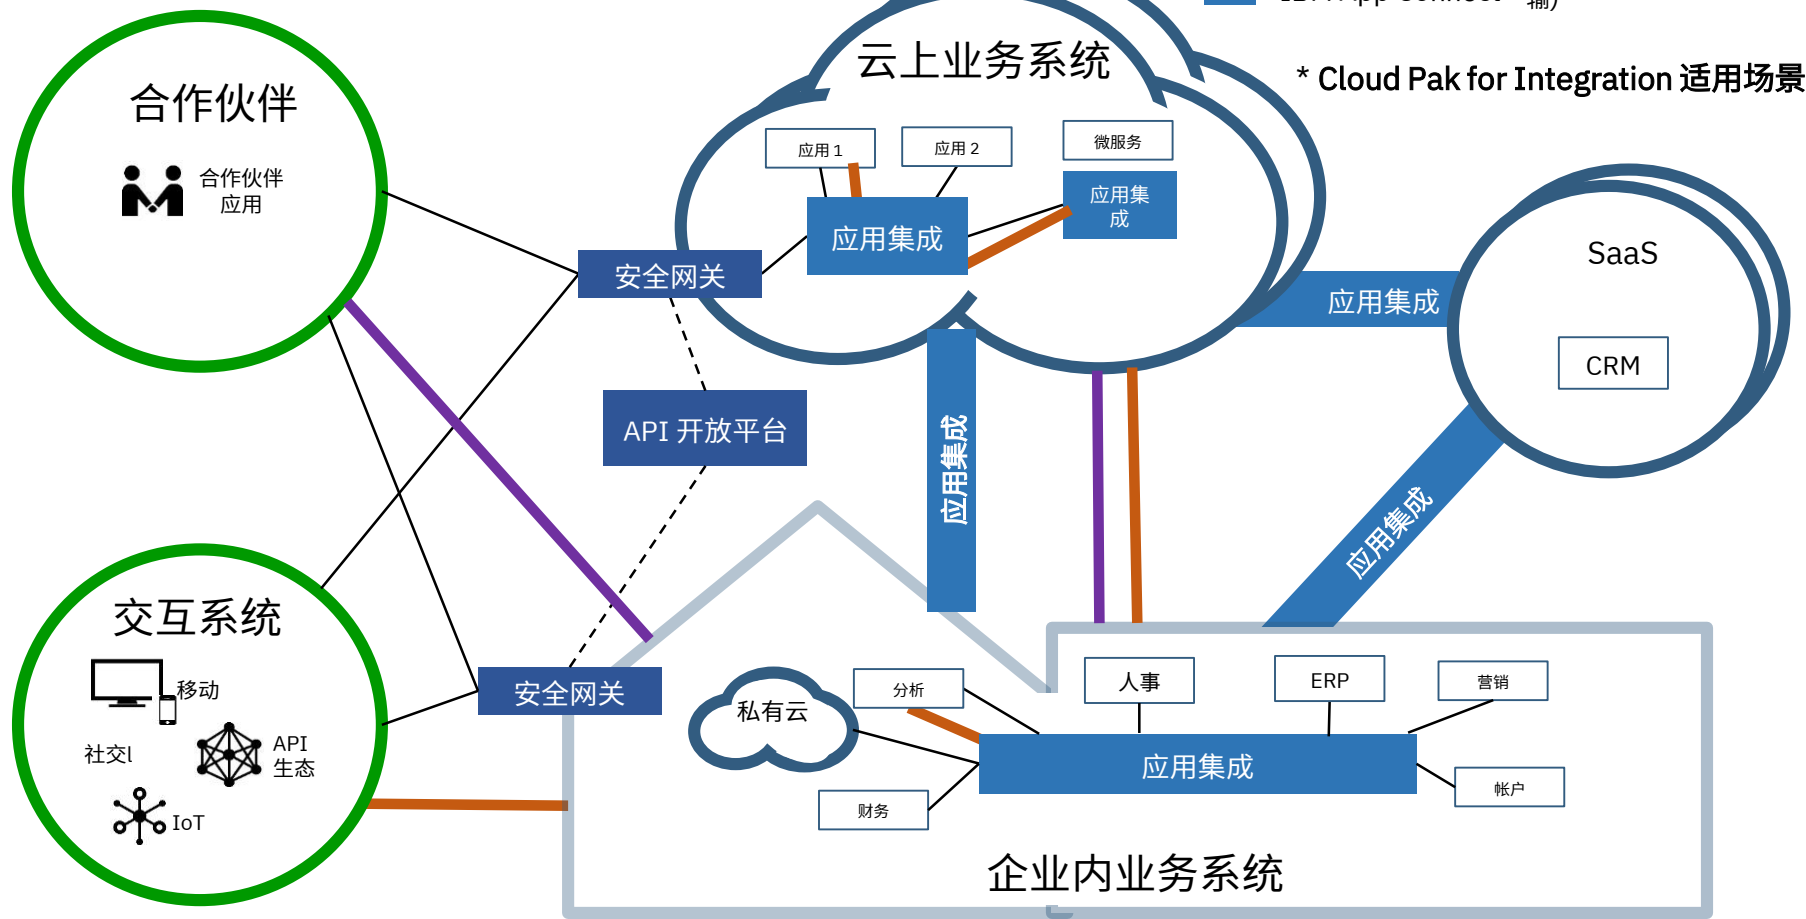 输)
* Cloud Pak for Integration 适用场景
云上业务系统
合作伙伴
合作伙伴
应用
应用 1
应用 2
微服务
应用集
成
应用集成
安全网关
应用集成
SaaS
CRM
API 开放平台
应用集成
应用集成
交互系统
移动
社交l
API
生态
IoT
安全网关
私有云
分析
人事
ERP
营销
应用集成
财务
帐户
企业内业务系统